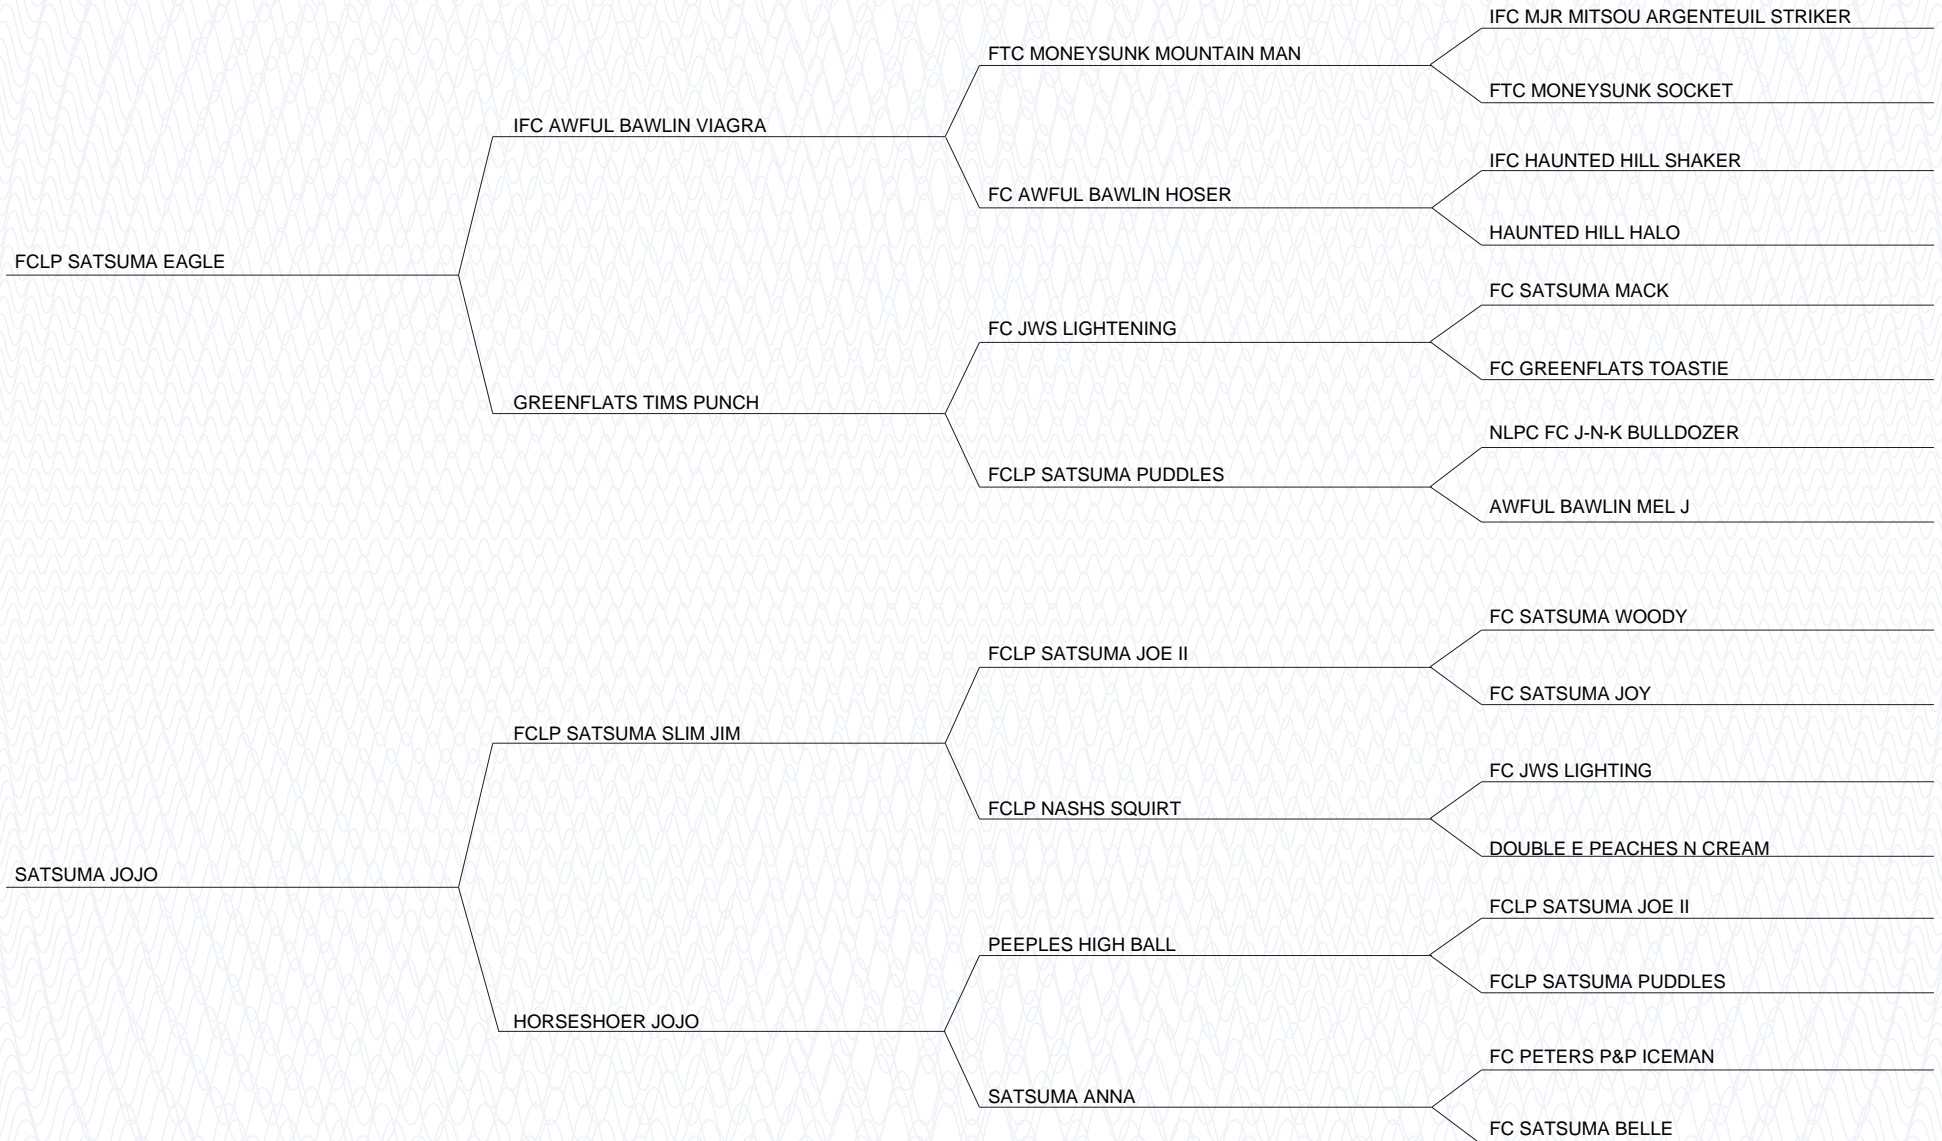 IFC MJR MITSOU ARGENTEUIL STRIKER
FTC MONEYSUNK MOUNTAIN MAN
FTC MONEYSUNK SOCKET
IFC AWFUL BAWLIN VIAGRA
IFC HAUNTED HILL SHAKER
FC AWFUL BAWLIN HOSER
HAUNTED HILL HALO
FCLP SATSUMA EAGLE
FC SATSUMA MACK
FC JWS LIGHTENING
FC GREENFLATS TOASTIE
GREENFLATS TIMS PUNCH
NLPC FC J-N-K BULLDOZER
FCLP SATSUMA PUDDLES
AWFUL BAWLIN MEL J
FC SATSUMA WOODY
FCLP SATSUMA JOE II
FC SATSUMA JOY
FCLP SATSUMA SLIM JIM
FC JWS LIGHTING
FCLP NASHS SQUIRT
DOUBLE E PEACHES N CREAM
SATSUMA JOJO
FCLP SATSUMA JOE II
PEEPLES HIGH BALL
FCLP SATSUMA PUDDLES
HORSESHOER JOJO
FC PETERS P&P ICEMAN
SATSUMA ANNA
FC SATSUMA BELLE